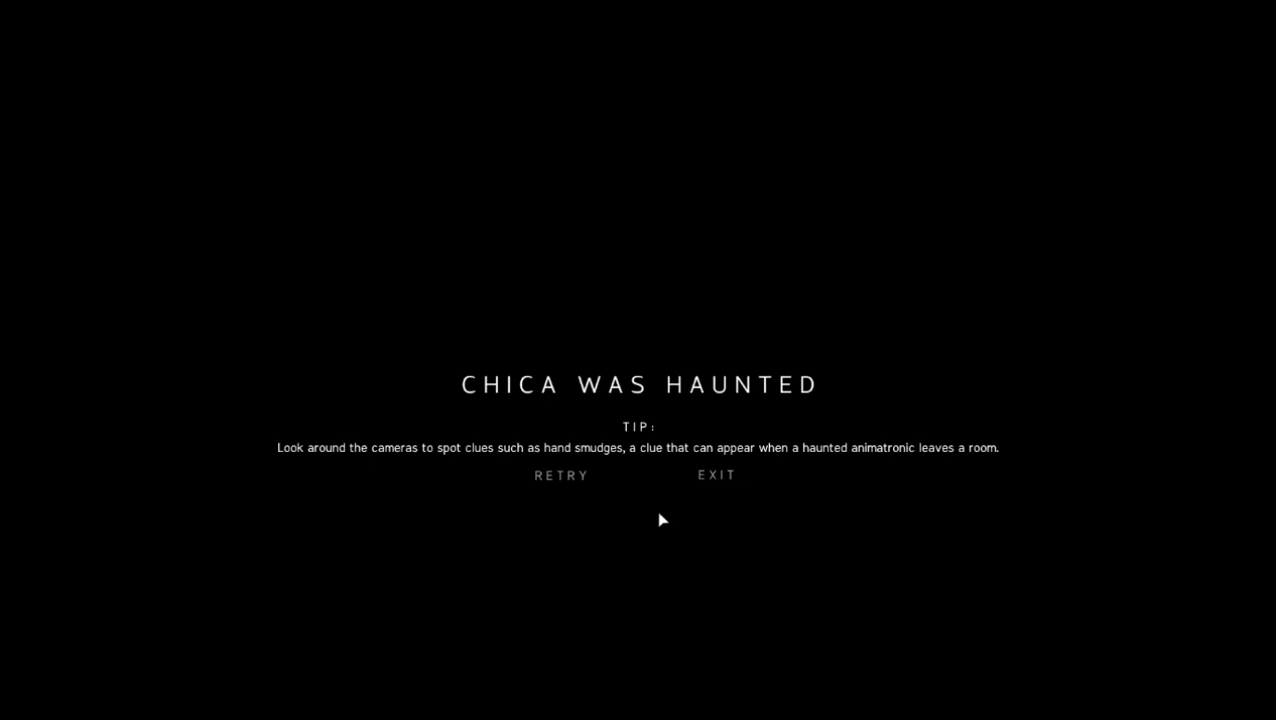 CHICA WAS HAUNTED
TIP:
Look around the cameras to spot clues such as hand smudges, a clue that can appear when a haunted animatronic leaves a room.
RETRY EXIT